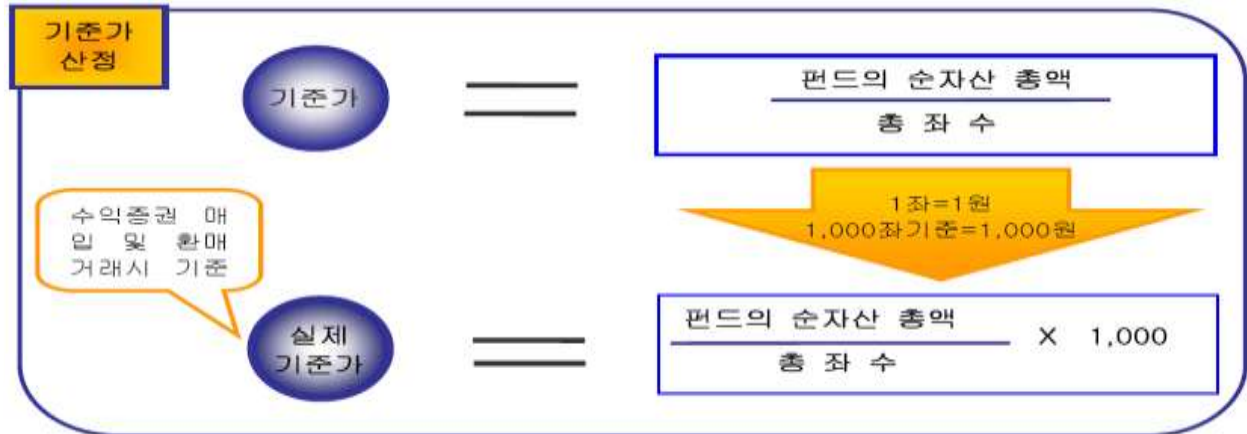 기준가
산정
기준가
펀드의 순자산 총액
총 좌 수
1좌=1원
1,000좌기준=1,000원
수익증권 매
입 및 환매
거래시 기준
실제
기준가
펀드의 순자산 총액
총 좌 수
X 1,000